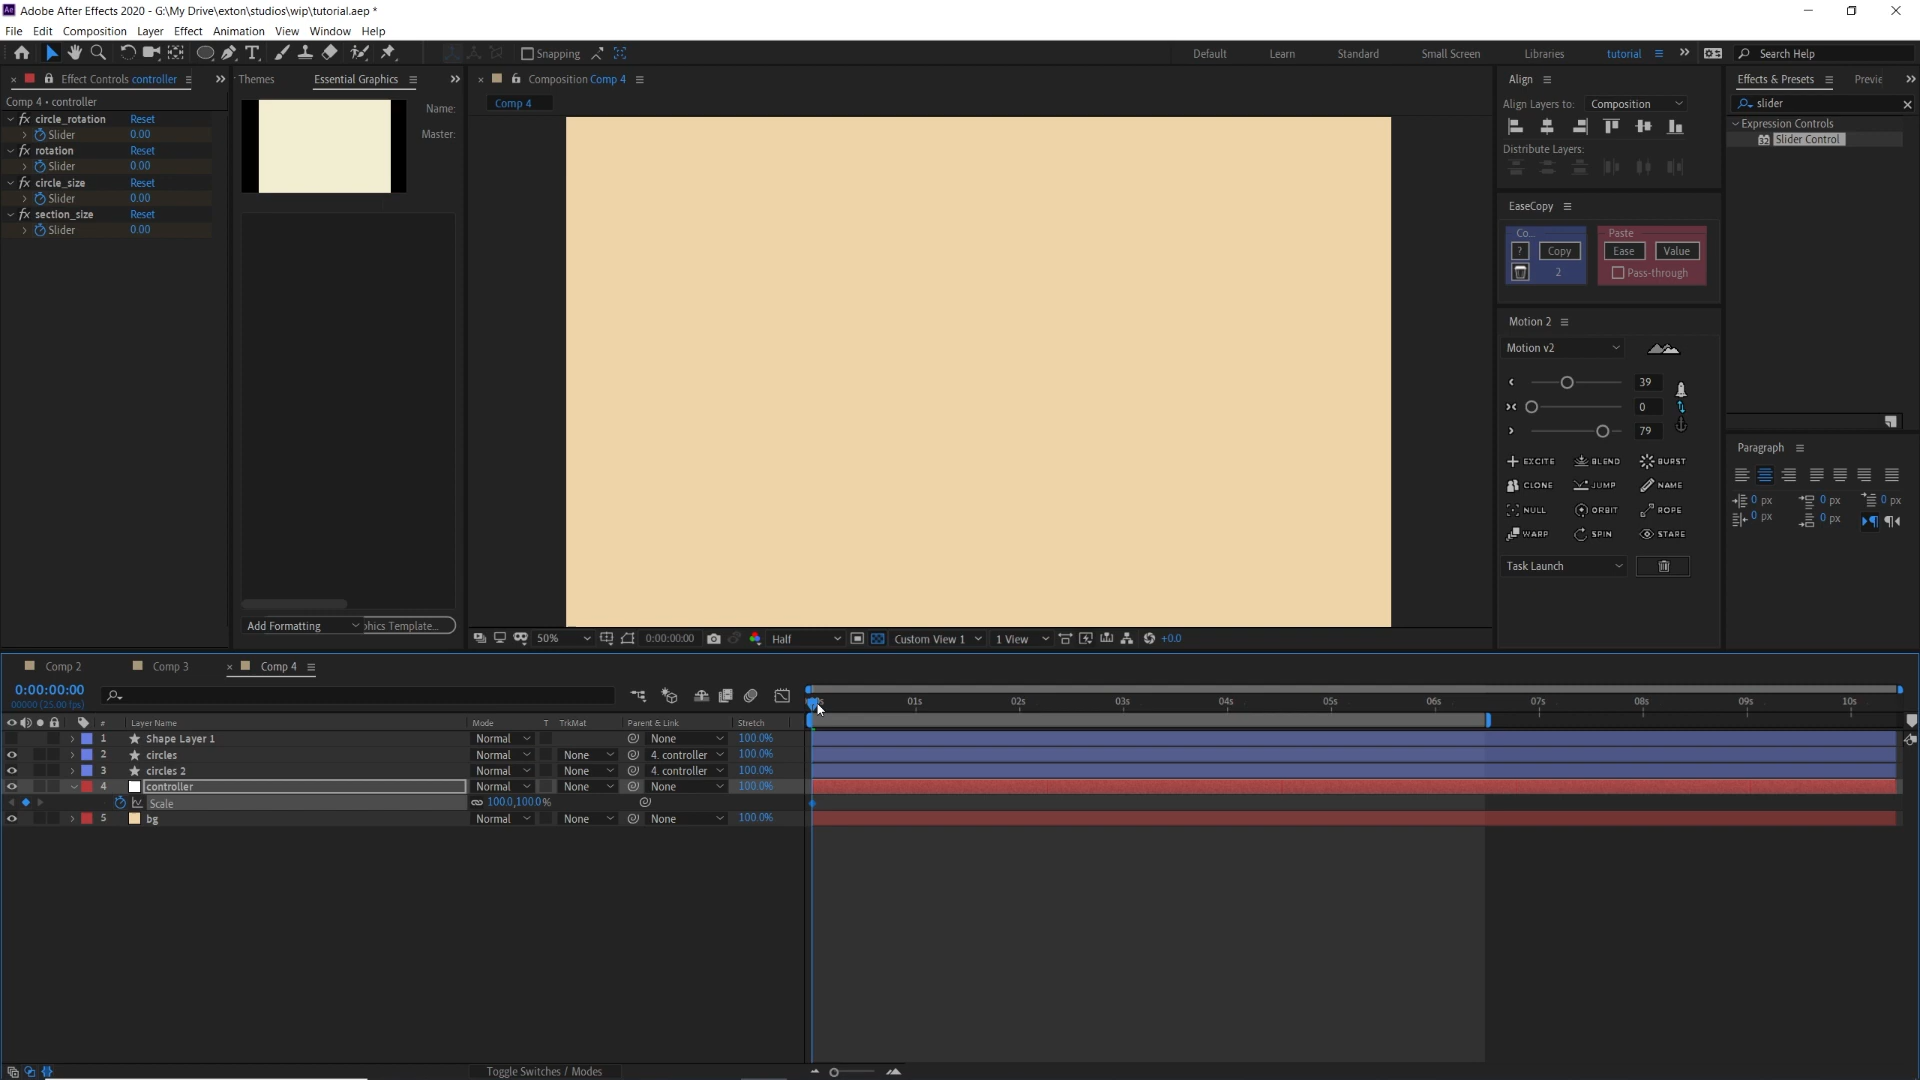 Adobe After Effects 2020 - G:\My Drive\exton\studios\wip\tutorial.aep *
File Edit Composition Layer Effect Animation View Window Help
Snapping Default Learn Standard Small Screen Libraries tutorial Search Help
Effect Controls controller Themes Essential Graphics Composition Comp 4 Align Effects & Presets Previe
Comp 4 • controller
circle_rotation Reset
Slider 0.00
rotation Reset
Slider 0.00
circle_size Reset
Slider 0.00
section_size Reset
Slider 0.00
Name:
Master:
Add Formatting phics Template...
Comp 4
50% 0:00:00:00 Half Custom View 1 1 View +0.0
Align Layers to: Composition
Distribute Layers:
EaseCopy
Co... Paste
? Copy Ease Value
2 Pass-through
Motion 2
Motion v2
39
0
79
EXCITE BLEND BURST
CLONE JUMP NAME
NULL ORBIT ROPE
WARP SPIN STARE
Task Launch
slider
Expression Controls
32 Slider Control
Paragraph
0 px 0 px 0 px
0 px 0 px
Comp 2 Comp 3 Comp 4
0:00:00:00
00000 (25.00 fps)
01s 02s 03s 04s 05s 06s 07s 08s 09s 10s
# Layer Name Mode T TrkMat Parent & Link Stretch
1 Shape Layer 1 Normal None 100.0%
2 circles Normal None 4. controller 100.0%
3 circles 2 Normal None 4. controller 100.0%
4 controller Normal None None 100.0%
Scale 100.0,100.0%
5 bg Normal None None 100.0%
Toggle Switches / Modes